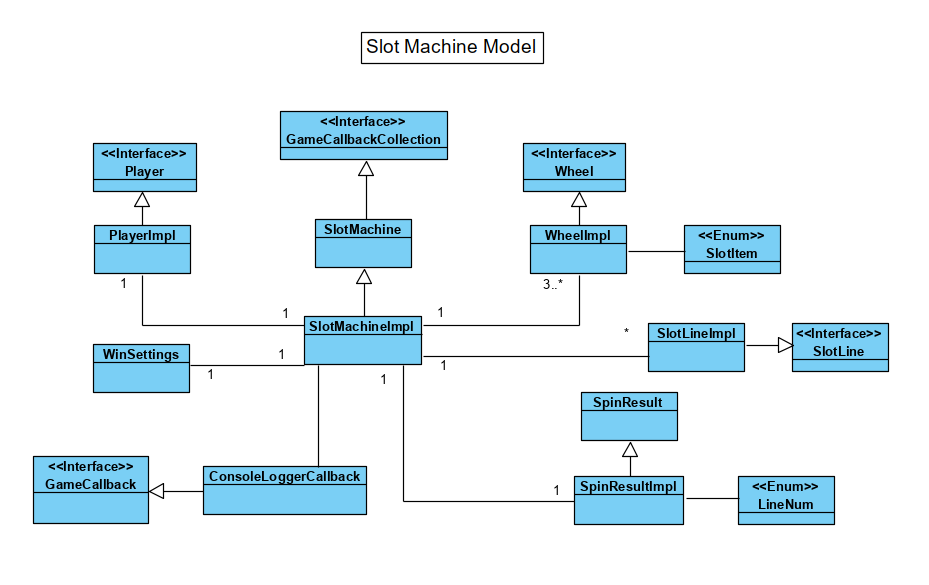 Slot Machine Model
<<Interface>>
GameCallbackCollection
<<Interface>>
Player
<<Interface>>
Wheel
PlayerImpl
SlotMachine
WheelImpl
<<Enum>>
SlotItem
1
3..*
1
1
SlotMachineImpl
*
SlotLineImpl
<<Interface>>
SlotLine
WinSettings
1
1
1
1
SpinResult
<<Interface>>
GameCallback
ConsoleLoggerCallback
1
SpinResultImpl
<<Enum>>
LineNum